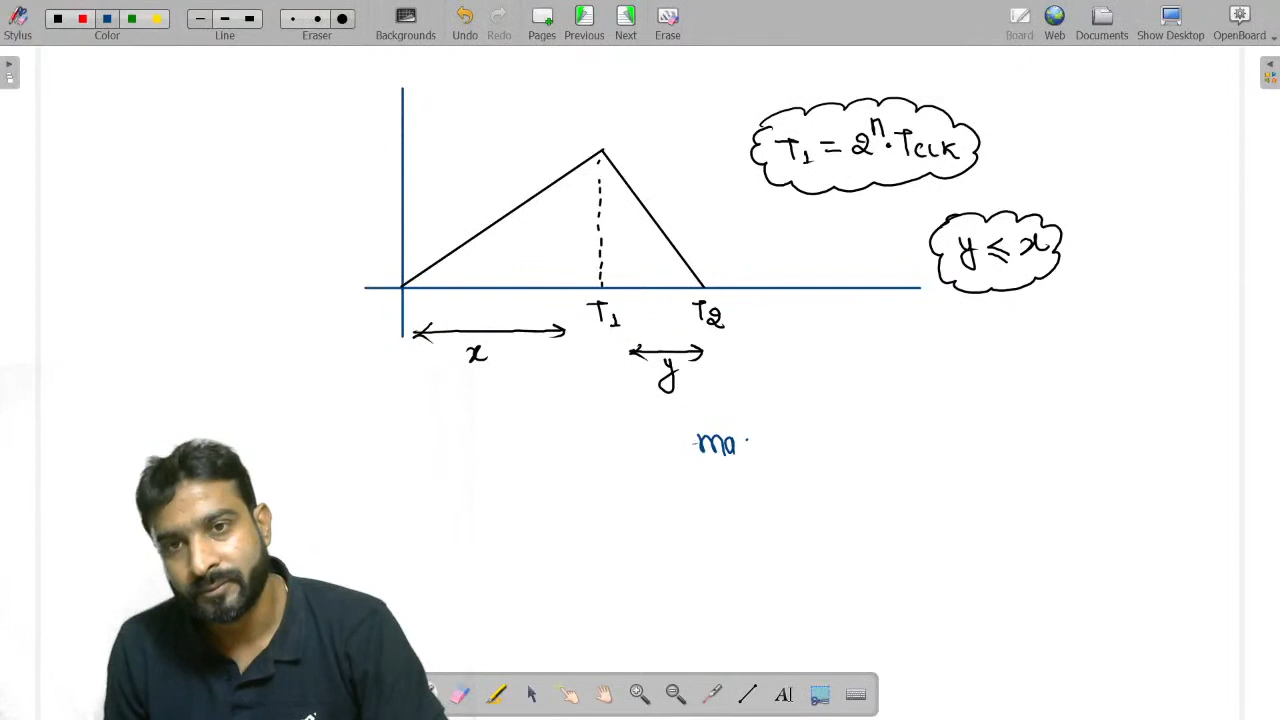 Stylus
Color
Line
Eraser
Backgrounds
Undo
Redo
Pages
Previous
Next
Erase
Board
Web
Documents
Show Desktop
OpenBoard
T₁ = 2ⁿ · TCLK
y ≤ x
T₁
T₂
x
y
ma